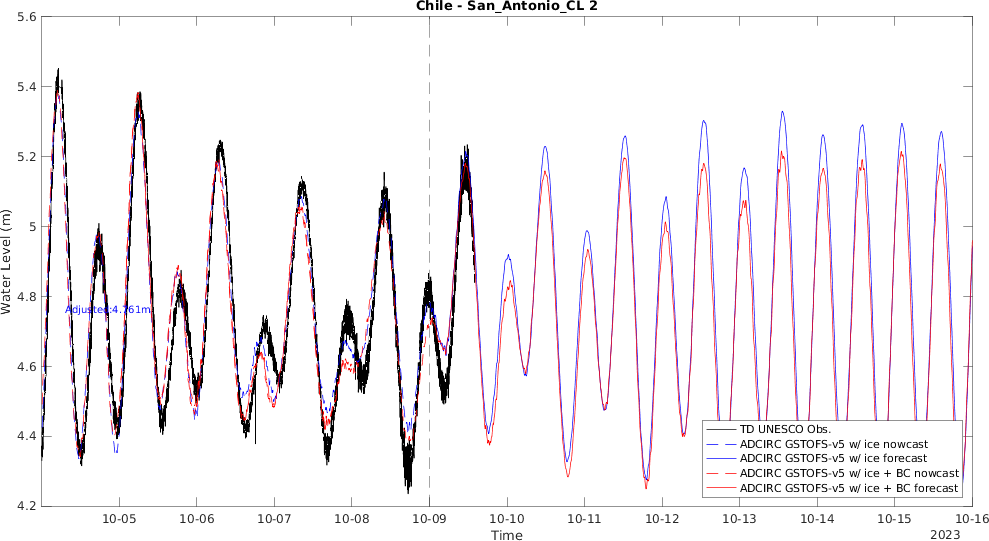 Chile - San_Antonio_CL 2
5.6
5.4
5.2
5
4.8
4.6
4.4
4.2
Water Level (m)
Adjusted:4.761m
TD UNESCO Obs.
ADCIRC GSTOFS-v5 w/ ice nowcast
ADCIRC GSTOFS-v5 w/ ice forecast
ADCIRC GSTOFS-v5 w/ ice + BC nowcast
ADCIRC GSTOFS-v5 w/ ice + BC forecast
10-05 10-06 10-07 10-08 10-09 10-10 10-11 10-12 10-13 10-14 10-15 10-16
Time
2023